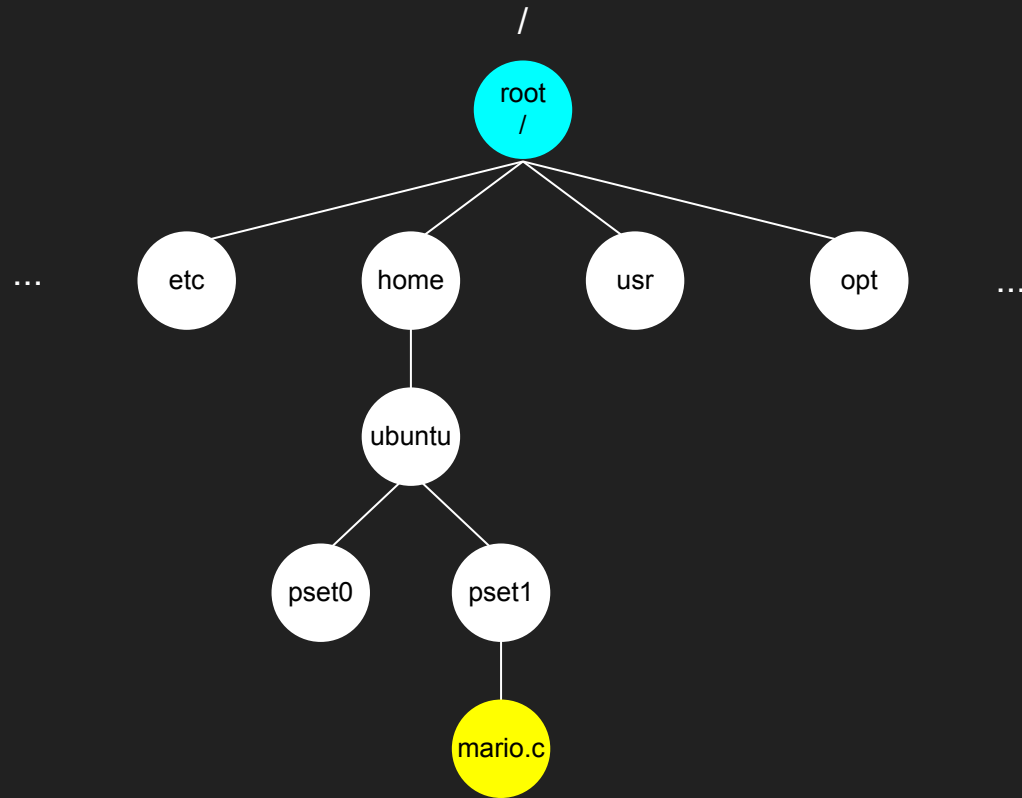 /
root
/
...
etc
home
usr
opt
...
ubuntu
pset0
pset1
mario.c